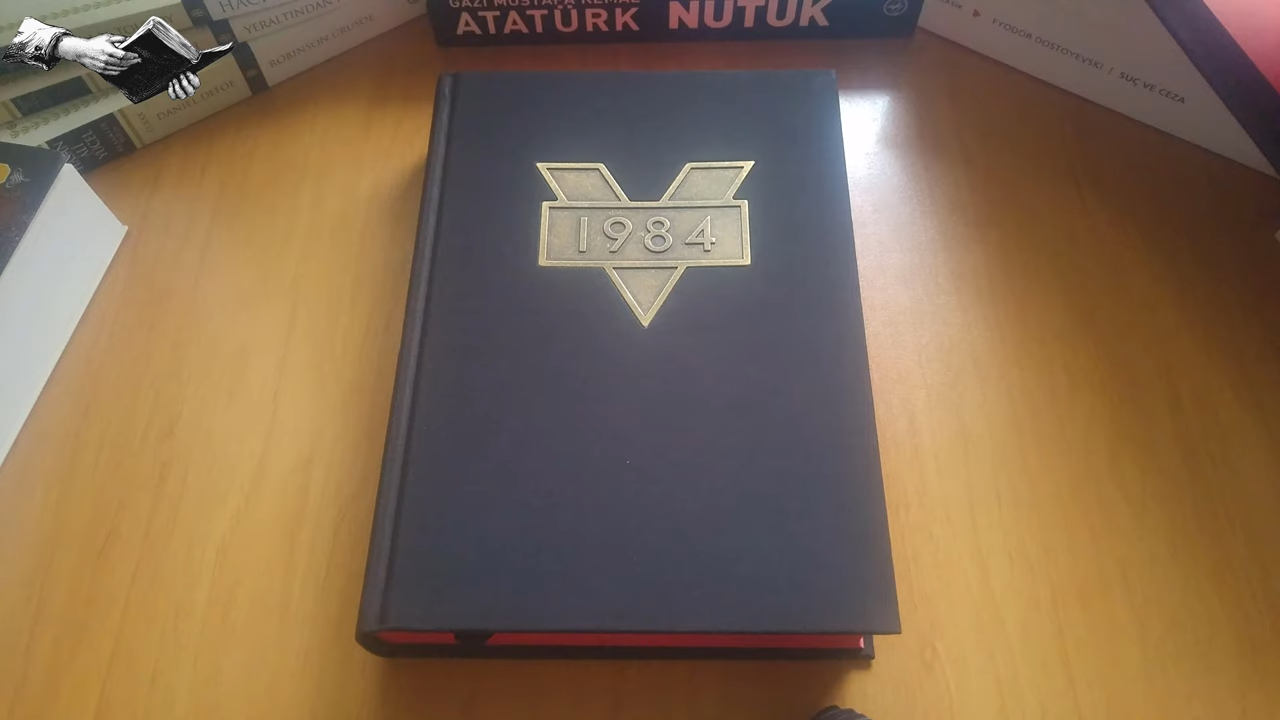 YERALTINDAN
ROBINSON CRUSOE
DANIEL DEFOE
GAZİ MUSTAFA KEMAL
ATATÜRK NUTUK
FYODOR DOSTOYEVSKİ / SUÇ VE CEZA
1984